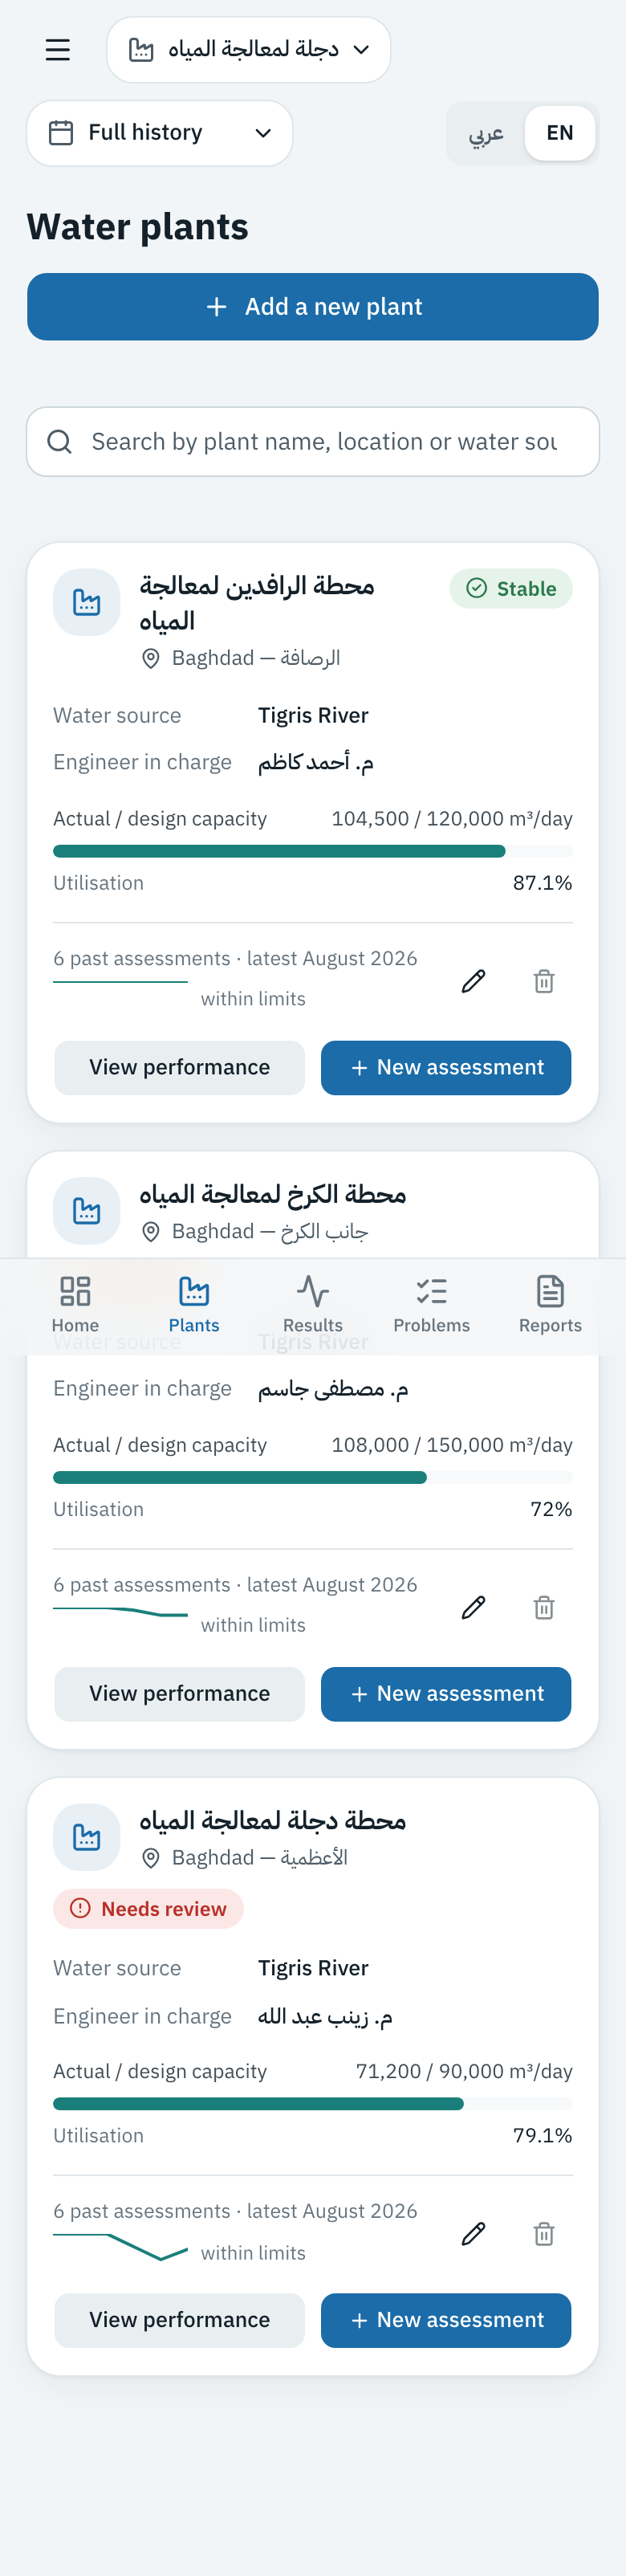 دجلة لمعالجة المياه
Full history
عربي
EN
Water plants
Add a new plant
Search by plant name, location or water sou
محطة الرافدين لمعالجة
المياه
Stable
Baghdad — الرصافة
Water source Tigris River
Engineer in charge م. أحمد كاظم
Actual / design capacity 104,500 / 120,000 m³/day
Utilisation 87.1%
6 past assessments · latest August 2026
within limits
View performance
New assessment
محطة الكرخ لمعالجة المياه
Baghdad — جانب الكرخ
Home Plants Results Problems Reports
Water source Tigris River
Engineer in charge م. مصطفى جاسم
Actual / design capacity 108,000 / 150,000 m³/day
Utilisation 72%
6 past assessments · latest August 2026
within limits
View performance
New assessment
محطة دجلة لمعالجة المياه
Baghdad — الأعظمية
Needs review
Water source Tigris River
Engineer in charge م. زينب عبد الله
Actual / design capacity 71,200 / 90,000 m³/day
Utilisation 79.1%
6 past assessments · latest August 2026
within limits
View performance
New assessment